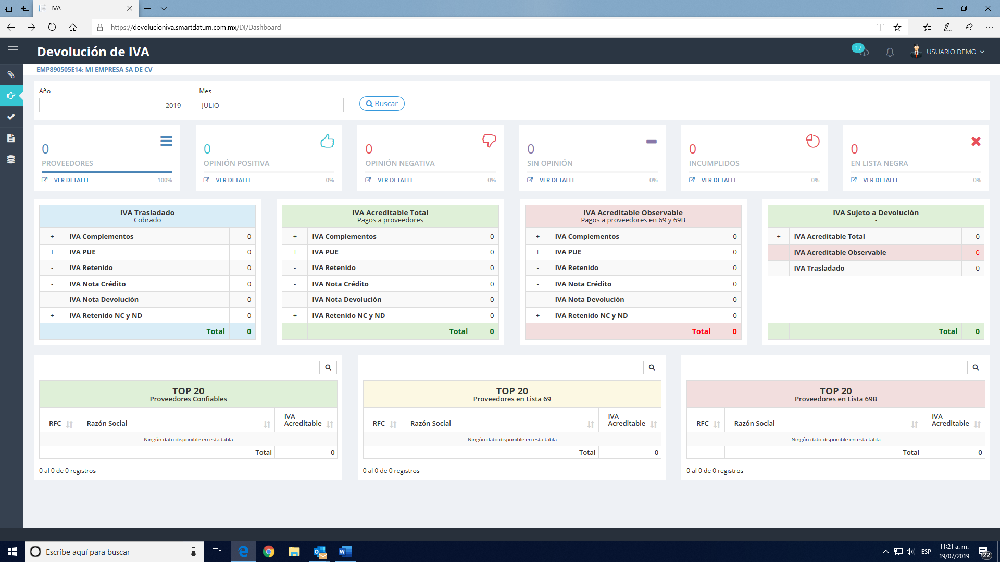 IVA
https://devolucioniva.smartdatum.com.mx/DI/Dashboard
Devolución de IVA
17
USUARIO DEMO
EMP890505E14: MI EMPRESA SA DE CV
Año
Mes
2019
JULIO
Buscar
0
PROVEEDORES
VER DETALLE 100%
0
OPINIÓN POSITIVA
VER DETALLE 0%
0
OPINIÓN NEGATIVA
VER DETALLE 0%
0
SIN OPINIÓN
VER DETALLE 0%
0
INCUMPLIDOS
VER DETALLE 0%
0
EN LISTA NEGRA
VER DETALLE 0%
IVA Trasladado
Cobrado
+ IVA Complementos 0
+ IVA PUE 0
- IVA Retenido 0
- IVA Nota Crédito 0
- IVA Nota Devolución 0
+ IVA Retenido NC y ND 0
Total 0
IVA Acreditable Total
Pagos a proveedores
+ IVA Complementos 0
+ IVA PUE 0
- IVA Retenido 0
- IVA Nota Crédito 0
- IVA Nota Devolución 0
+ IVA Retenido NC y ND 0
Total 0
IVA Acreditable Observable
Pagos a proveedores en 69 y 69B
+ IVA Complementos 0
+ IVA PUE 0
- IVA Retenido 0
- IVA Nota Crédito 0
- IVA Nota Devolución 0
+ IVA Retenido NC y ND 0
Total 0
IVA Sujeto a Devolución
-
+ IVA Acreditable Total 0
- IVA Acreditable Observable 0
- IVA Trasladado 0
Total 0
TOP 20
Proveedores Confiables
RFC Razón Social IVA Acreditable
Ningún dato disponible en esta tabla
Total 0
0 al 0 de 0 registros
TOP 20
Proveedores en Lista 69
RFC Razón Social IVA Acreditable
Ningún dato disponible en esta tabla
Total 0
0 al 0 de 0 registros
TOP 20
Proveedores en Lista 69B
RFC Razón Social IVA Acreditable
Ningún dato disponible en esta tabla
Total 0
0 al 0 de 0 registros
Escribe aquí para buscar
ESP
11:21 a. m.
19/07/2019
22